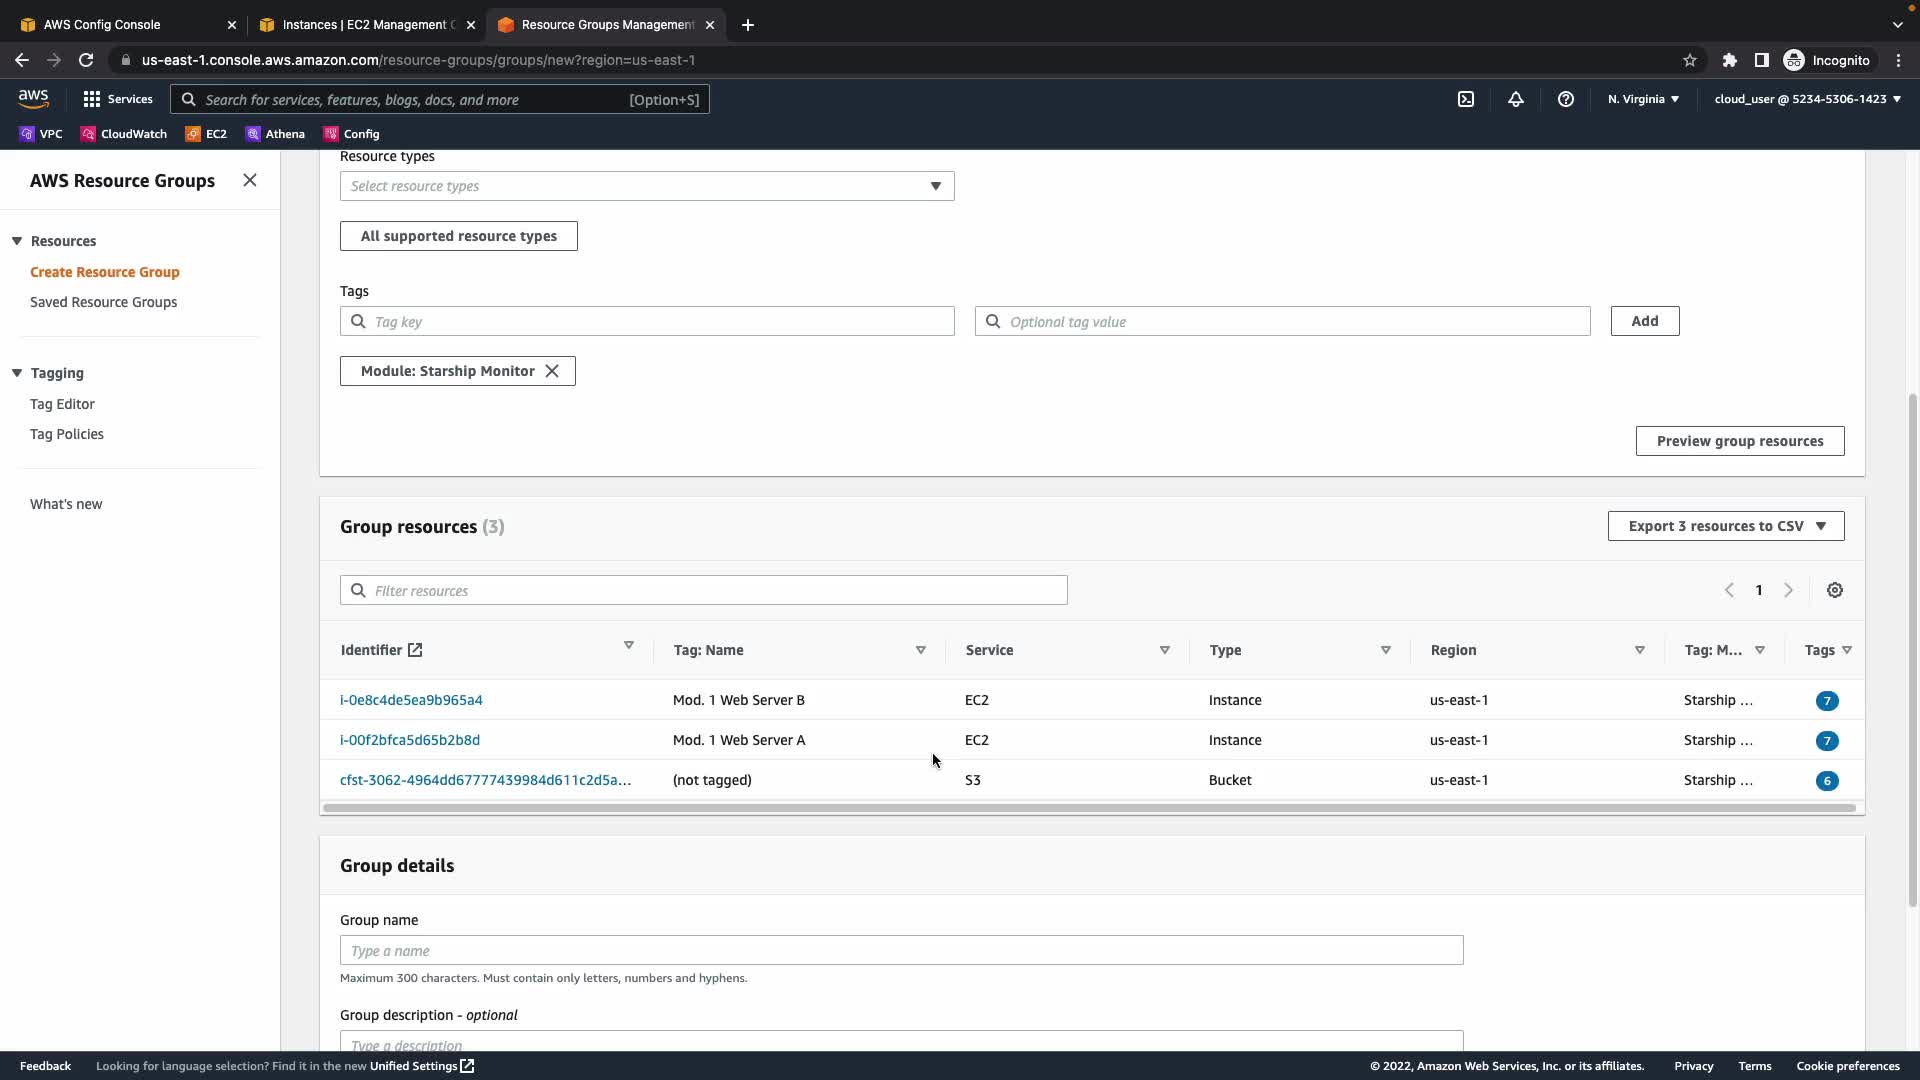 AWS Config Console
Instances | EC2 Management C
Resource Groups Management
us-east-1.console.aws.amazon.com/resource-groups/groups/new?region=us-east-1
Incognito
aws
Services
Search for services, features, blogs, docs, and more
[Option+S]
N. Virginia
cloud_user @ 5234-5306-1423
VPC
CloudWatch
EC2
Athena
Config
AWS Resource Groups
Resources
Create Resource Group
Saved Resource Groups
Tagging
Tag Editor
Tag Policies
What's new
Resource types
Select resource types
All supported resource types
Tags
Tag key
Optional tag value
Add
Module: Starship Monitor
Preview group resources
Group resources (3)
Export 3 resources to CSV
Filter resources
1
Identifier
Tag: Name
Service
Type
Region
Tag: M...
Tags
i-0e8c4de5ea9b965a4
Mod. 1 Web Server B
EC2
Instance
us-east-1
Starship ...
7
i-00f2bfca5d65b2b8d
Mod. 1 Web Server A
EC2
Instance
us-east-1
Starship ...
7
cfst-3062-4964dd67777439984d611c2d5a...
(not tagged)
S3
Bucket
us-east-1
Starship ...
6
Group details
Group name
Type a name
Maximum 300 characters. Must contain only letters, numbers and hyphens.
Group description - optional
Type a description
Feedback
Looking for language selection? Find it in the new Unified Settings
© 2022, Amazon Web Services, Inc. or its affiliates.
Privacy
Terms
Cookie preferences